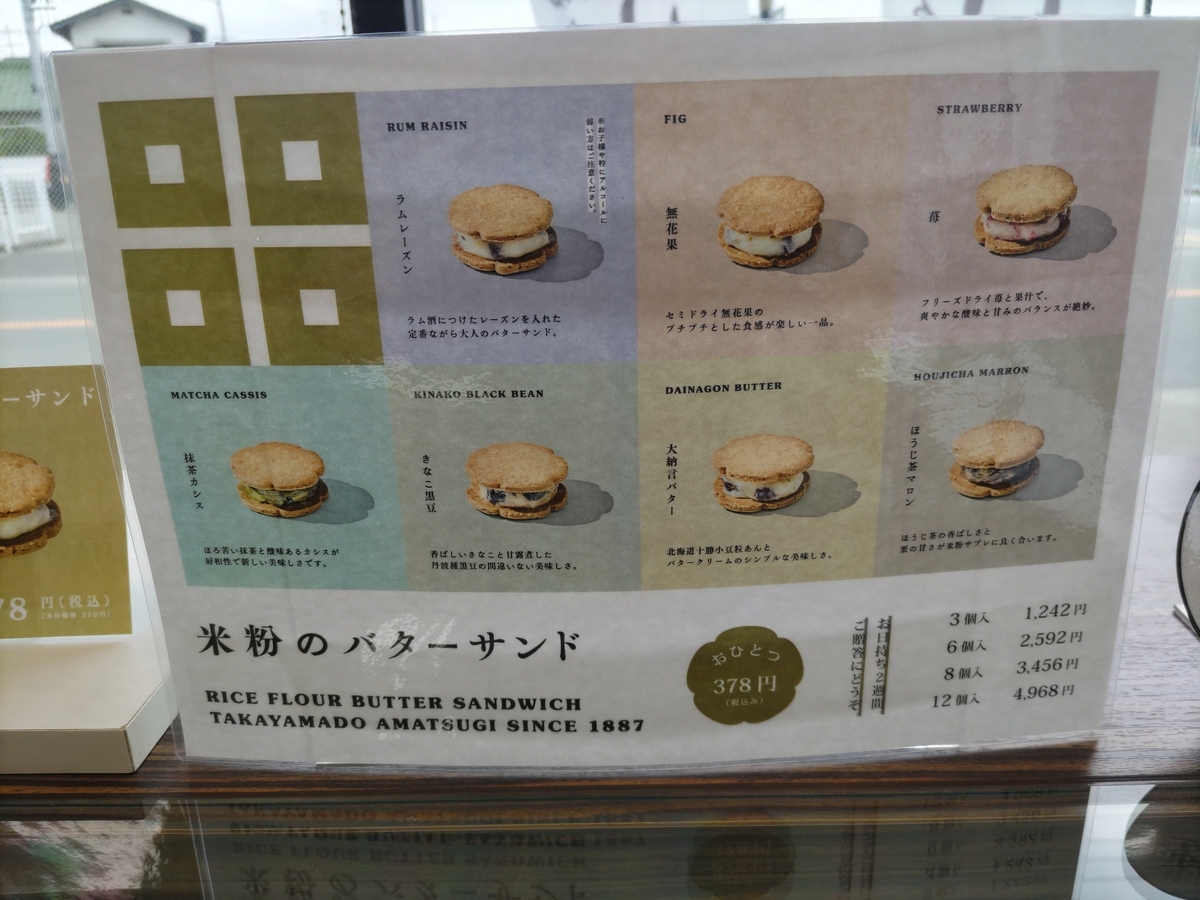 RUM RAISIN
※お子様や特にアルコールに
弱い方はご注意ください。
ラムレーズン
ラム酒につけたレーズンを入れた
定番ながら大人のバターサンド。
FIG
無花果
セミドライ無花果の
プチプチとした食感が楽しい一品。
STRAWBERRY
苺
フリーズドライ苺と果汁で、
爽やかな酸味と甘みのバランスが絶妙。
MATCHA CASSIS
抹茶カシス
ほろ苦い抹茶と酸味あるカシスが
好相性で新しい美味しさです。
KINAKO BLACK BEAN
きなこ黒豆
香ばしいきなこと甘露煮した
丹波種黒豆の間違いない美味しさ。
DAINAGON BUTTER
大納言バター
北海道十勝小豆粒あんと
バタークリームのシンプルな美味しさ。
HOUJICHA MARRON
ほうじ茶マロン
ほうじ茶の香ばしさと
栗の甘さが米粉サブレに良く合います。
米粉のバターサンド
RICE FLOUR BUTTER SANDWICH
TAKAYAMADO AMATSUGI SINCE 1887
おひとつ
378円
(税込み)
お日持ち2週間
ご贈答にどうぞ
3個入 1,242円
6個入 2,592円
8個入 3,456円
12個入 4,968円
ーサンド
78 円(税込)
(本体価格 350円)